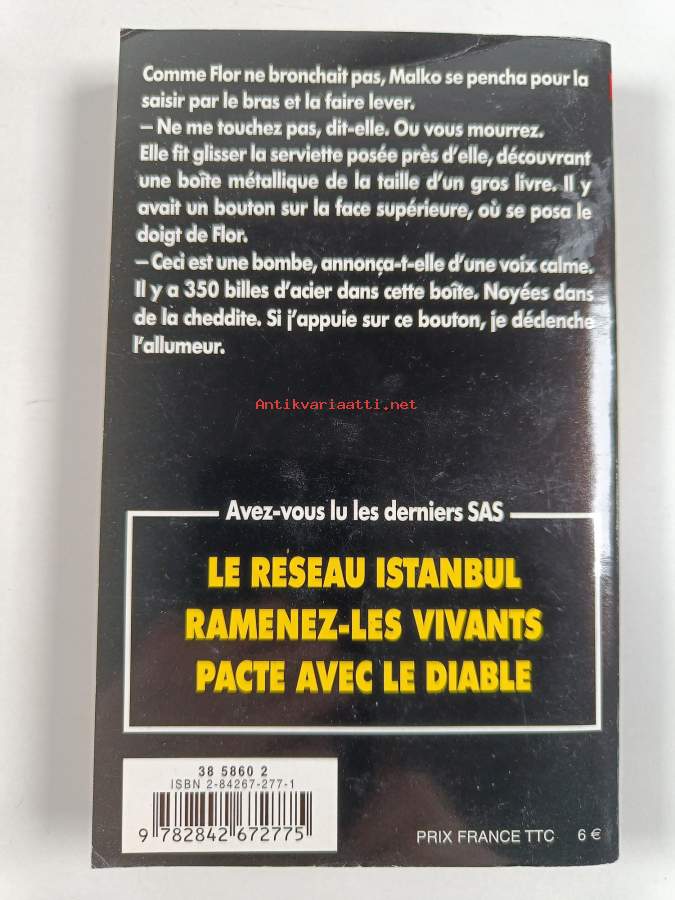 Comme Flor ne bronchait pas, Malko se pencha pour la
saisir par le bras et la faire lever.
– Ne me touchez pas, dit-elle. Ou vous mourrez.
Elle fit glisser la serviette posée près d'elle, découvrant
une boîte métallique de la taille d'un gros livre. Il y
avait un bouton sur la face supérieure, où se posa le
doigt de Flor.
– Ceci est une bombe, annonça-t-elle d'une voix calme.
Il y a 350 billes d'acier dans cette boîte. Noyées dans
de la cheddite. Si j'appuie sur ce bouton, je déclenche
l'allumeur.
Antikvariaatti.net
Avez-vous lu les derniers SAS
LE RESEAU ISTANBUL
RAMENEZ-LES VIVANTS
PACTE AVEC LE DIABLE
38 5860 2
ISBN 2-84267-277-1
9 782842 672775
PRIX FRANCE TTC 6 €